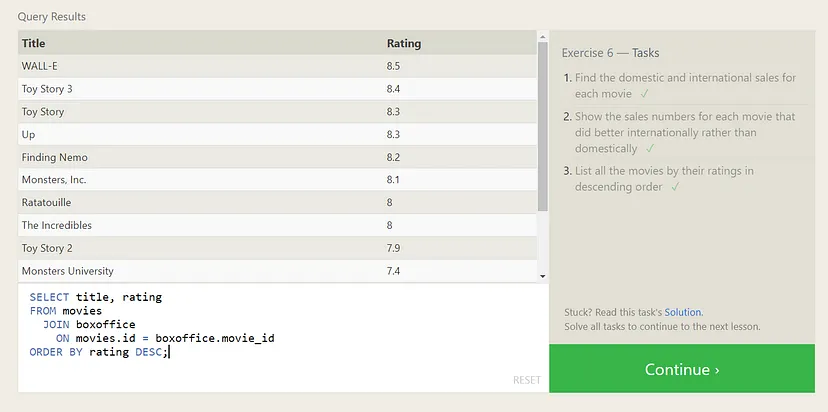 Query Results
Title Rating
WALL-E 8.5
Toy Story 3 8.4
Toy Story 8.3
Up 8.3
Finding Nemo 8.2
Monsters, Inc. 8.1
Ratatouille 8
The Incredibles 8
Toy Story 2 7.9
Monsters University 7.4
SELECT title, rating
FROM movies
  JOIN boxoffice
    ON movies.id = boxoffice.movie_id
ORDER BY rating DESC;
RESET
Exercise 6 — Tasks
1. Find the domestic and international sales for
each movie ✓
2. Show the sales numbers for each movie that
did better internationally rather than
domestically ✓
3. List all the movies by their ratings in
descending order ✓
Stuck? Read this task's Solution.
Solve all tasks to continue to the next lesson.
Continue ›